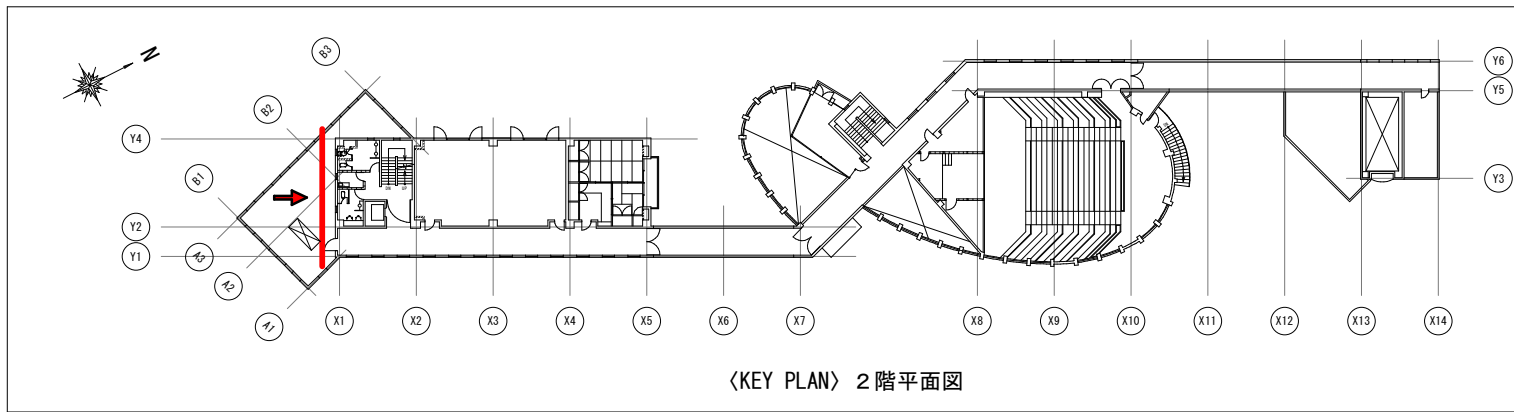 N
B3
B2
B1
A3
A2
A1
Y4
Y2
Y1
Y6
Y5
Y3
X1
X2
X3
X4
X5
X6
X7
X8
X9
X10
X11
X12
X13
X14
〈KEY PLAN〉 2階平面図